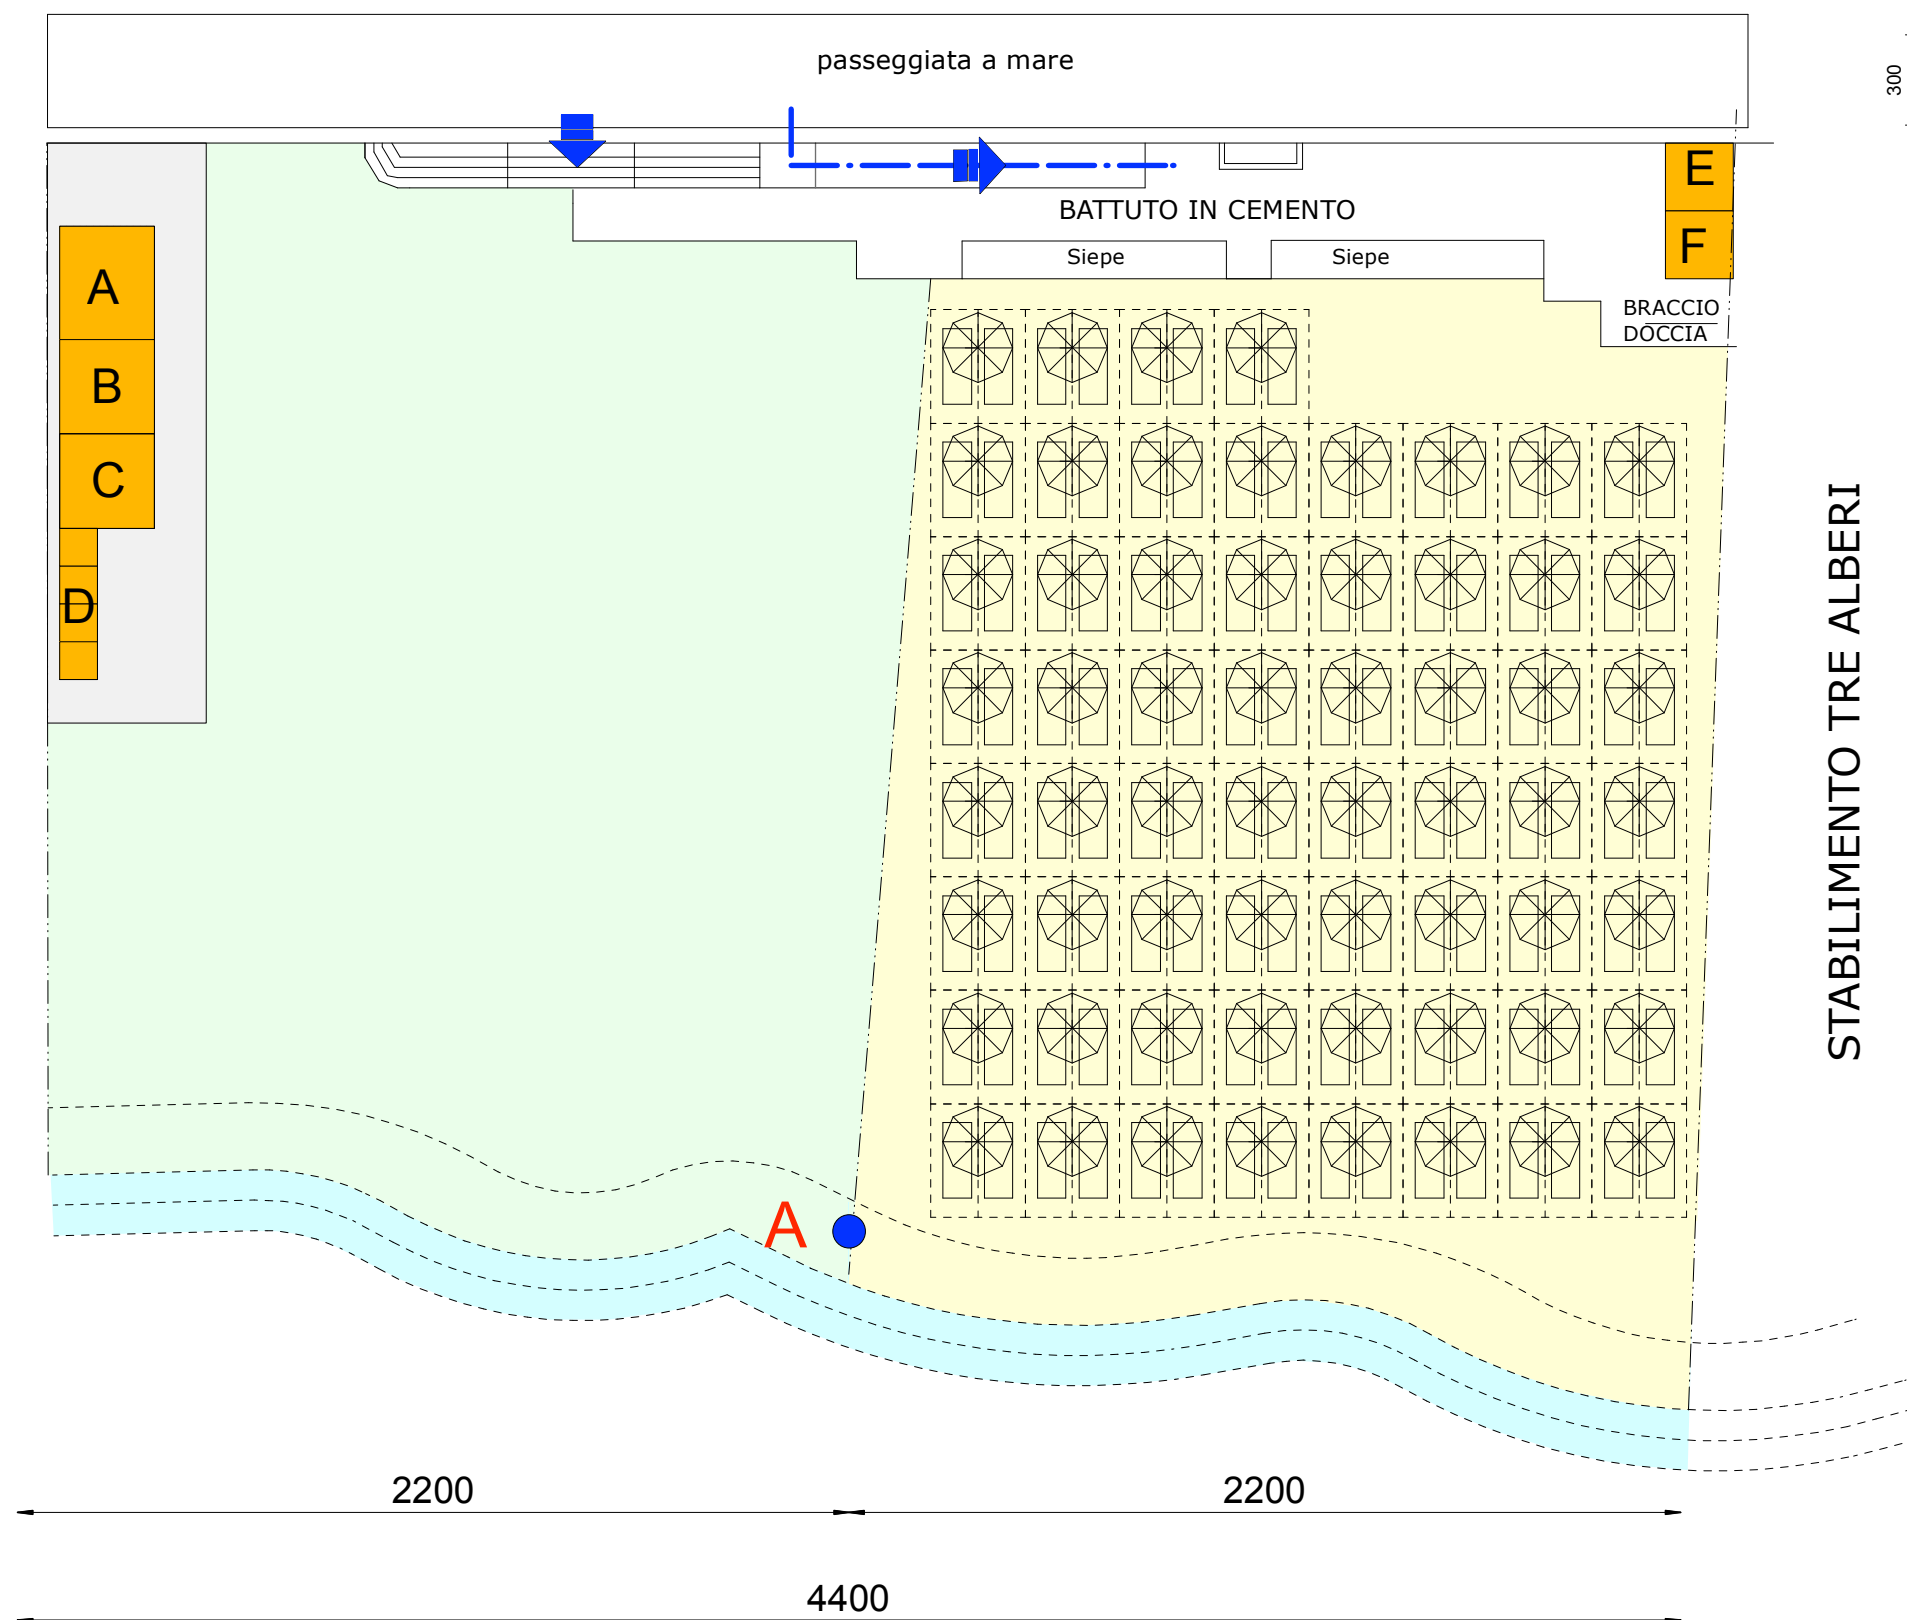 passeggiata a mare
300
E
BATTUTO IN CEMENTO
F
Siepe
Siepe
A
BRACCIO
DOCCIA
B
C
D
STABILIMENTO TRE ALBERI
A
2200
2200
4400